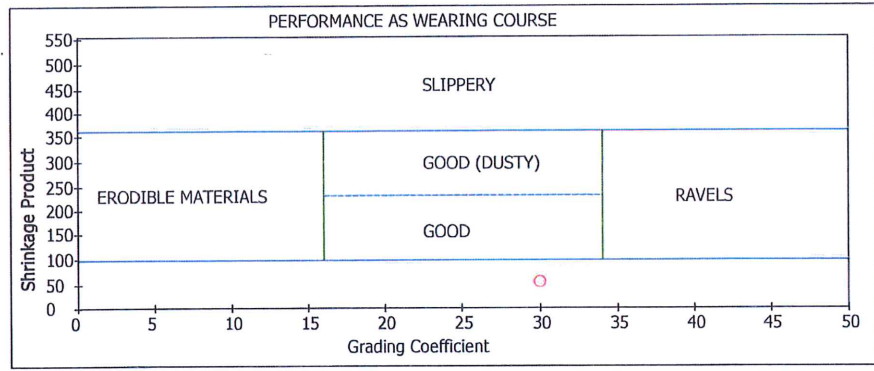 PERFORMANCE AS WEARING COURSE
550
500
450
400
350
300
250
200
150
100
50
0
Shrinkage Product
SLIPPERY
GOOD (DUSTY)
ERODIBLE MATERIALS
RAVELS
GOOD
0 5 10 15 20 25 30 35 40 45 50
Grading Coefficient